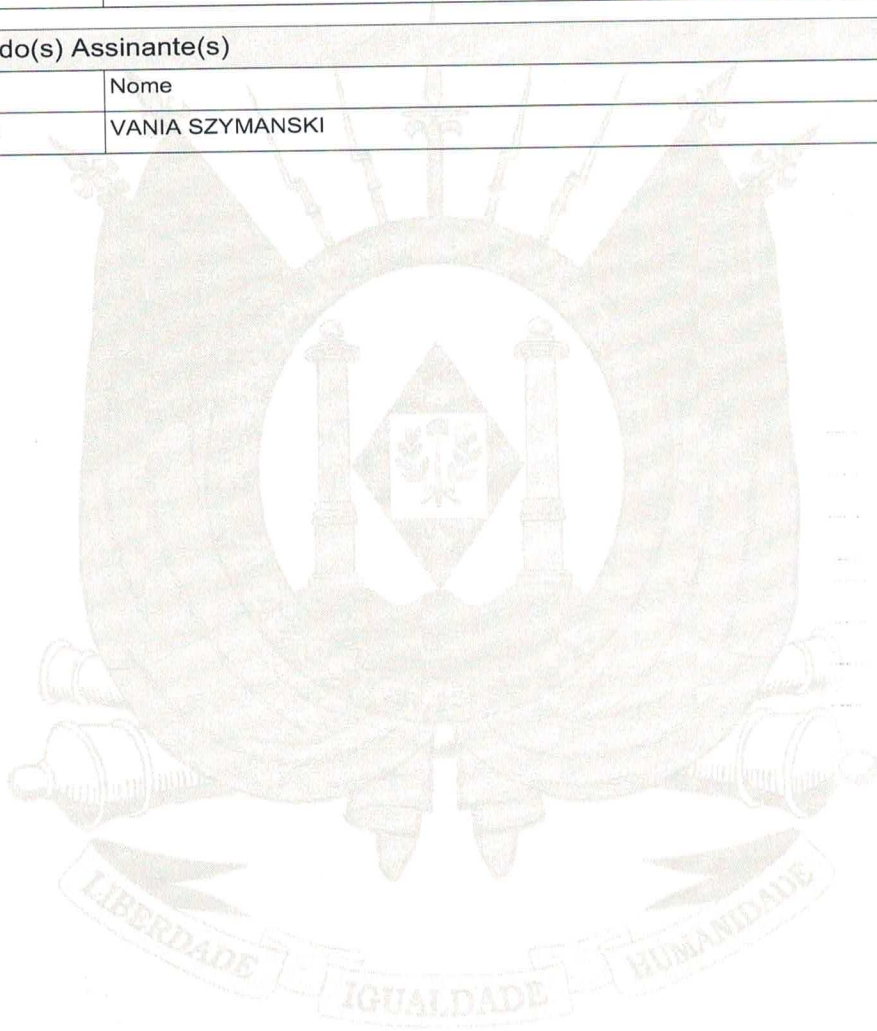 do(s) Assinante(s)
Nome
VANIA SZYMANSKI
LIBERDADE
IGUALDADE
HUMANIDADE